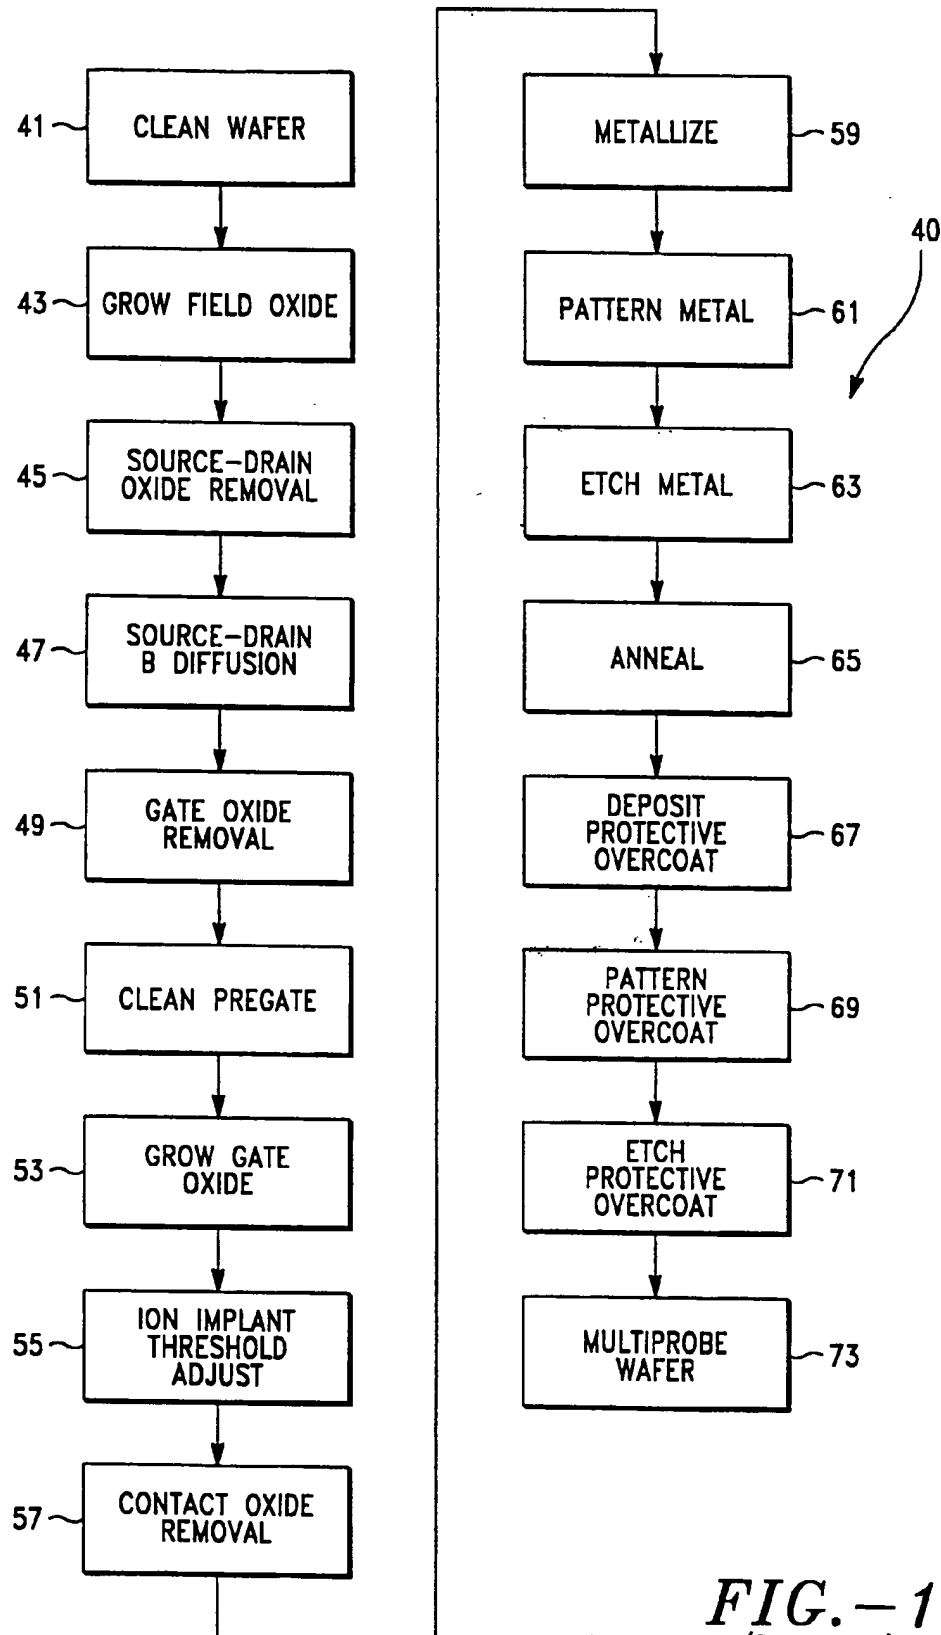 41
CLEAN WAFER
43
GROW FIELD OXIDE
45
SOURCE-DRAIN
OXIDE REMOVAL
47
SOURCE-DRAIN
B DIFFUSION
49
GATE OXIDE
REMOVAL
51
CLEAN PREGATE
53
GROW GATE
OXIDE
55
ION IMPLANT
THRESHOLD
ADJUST
57
CONTACT OXIDE
REMOVAL
METALLIZE
59
40
PATTERN METAL
61
ETCH METAL
63
ANNEAL
65
DEPOSIT
PROTECTIVE
OVERCOAT
67
PATTERN
PROTECTIVE
OVERCOAT
69
ETCH
PROTECTIVE
OVERCOAT
71
MULTIPROBE
WAFER
73
FIG.-1